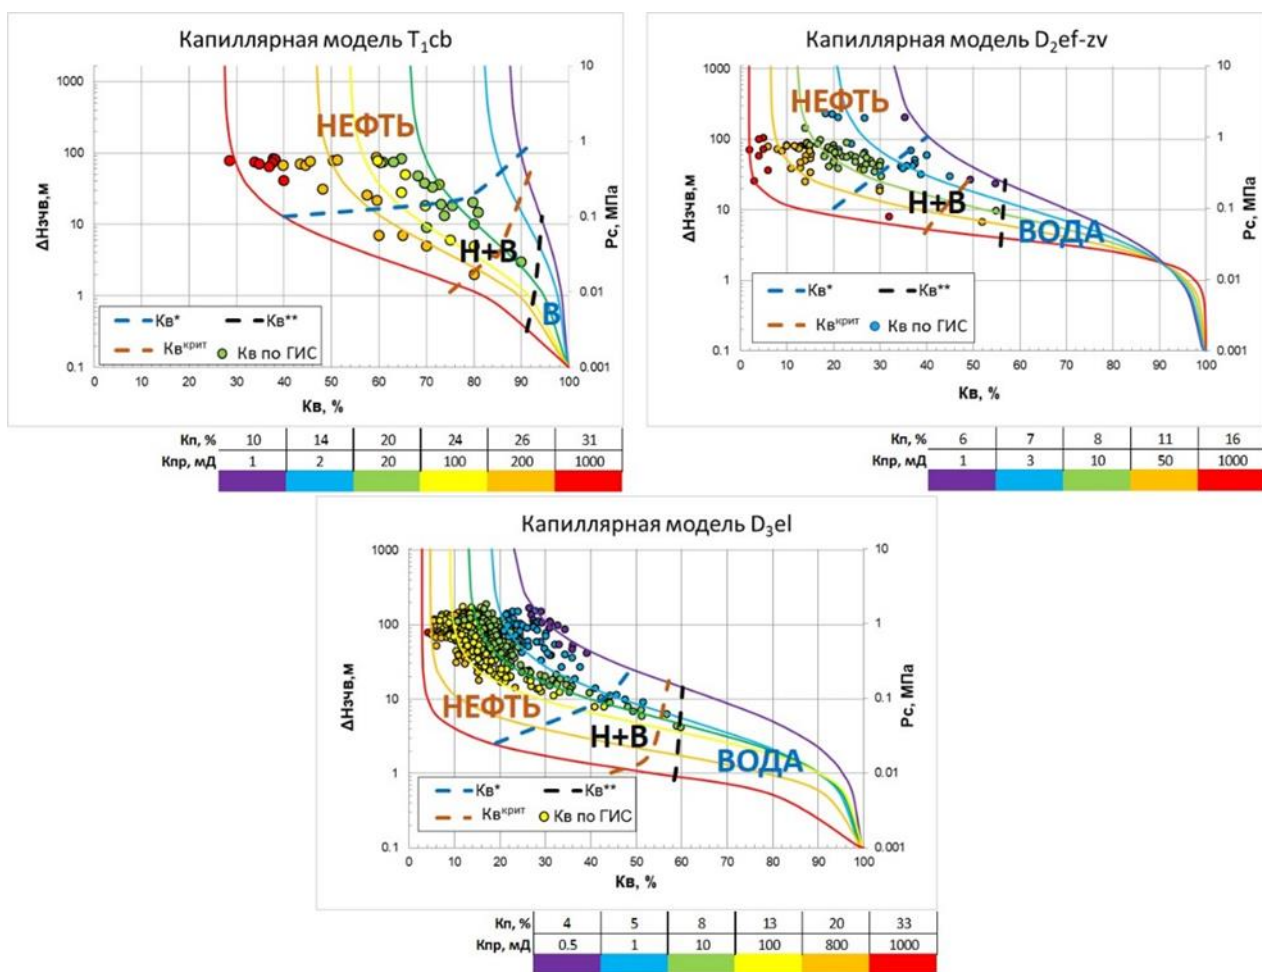 Капиллярная модель T₁cb
ΔНзчв,м
1000
100
10
1
0.1
10
1
0.1
0.01
0.001
Рс, МПа
НЕФТЬ
Н+В
В
Кв*
Кв**
Кв^крит
Кв по ГИС
0 10 20 30 40 50 60 70 80 90 100
Кв, %
Кп, % 10 14 20 24 26 31
Кпр, мД 1 2 20 100 200 1000
Капиллярная модель D₂ef-zv
ΔНзчв,м
1000
100
10
1
0.1
10
1
0.1
0.01
0.001
Рс, МПа
НЕФТЬ
Н+В
ВОДА
Кв*
Кв**
Кв^крит
Кв по ГИС
0 10 20 30 40 50 60 70 80 90 100
Кв, %
Кп, % 6 7 8 11 16
Кпр, мД 1 3 10 50 1000
Капиллярная модель D₃el
ΔНзчв,м
1000
100
10
1
0.1
10
1
0.1
0.01
0.001
Рс, МПа
НЕФТЬ
Н+В
ВОДА
Кв*
Кв**
Кв^крит
Кв по ГИС
0 10 20 30 40 50 60 70 80 90 100
Кв, %
Кп, % 4 5 8 13 20 33
Кпр, мД 0.5 1 10 100 800 1000